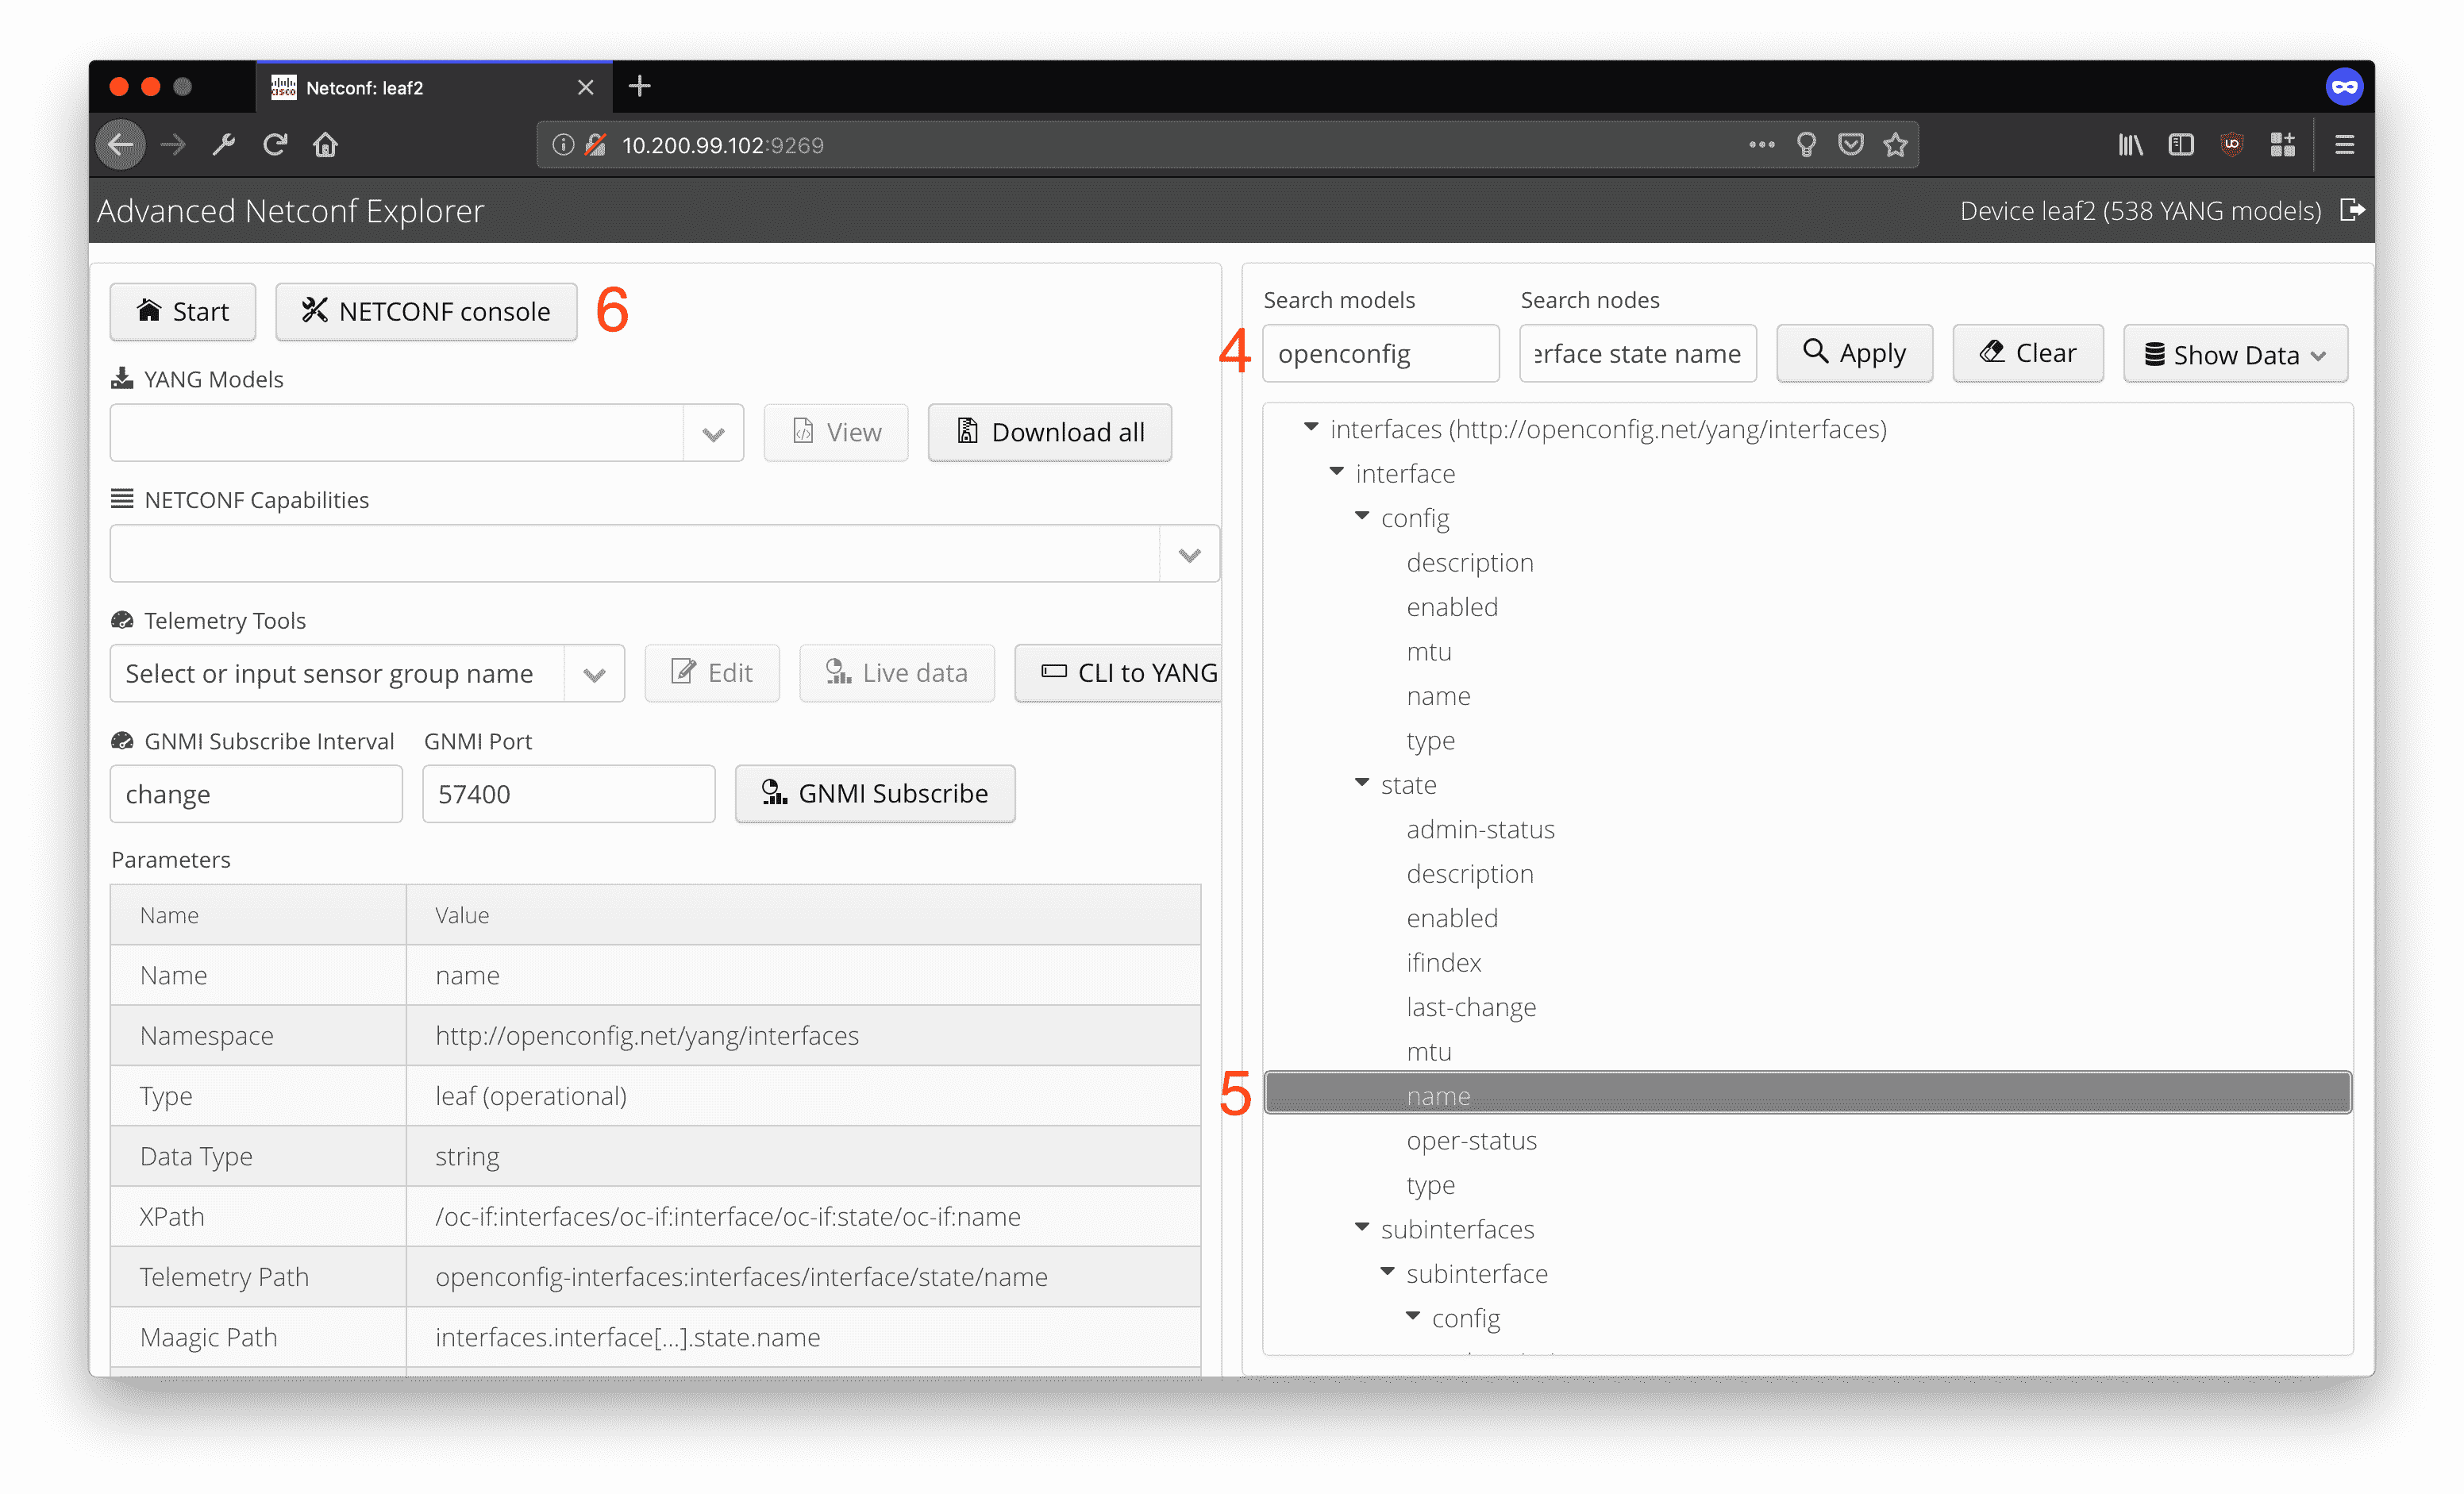 Netconf: leaf2
10.200.99.102:9269
Advanced Netconf Explorer
Device leaf2 (538 YANG models)
Start
NETCONF console
6
YANG Models
View
Download all
NETCONF Capabilities
Telemetry Tools
Select or input sensor group name
Edit
Live data
CLI to YANG
GNMI Subscribe Interval
GNMI Port
change
57400
GNMI Subscribe
Parameters
Name Value
Name name
Namespace http://openconfig.net/yang/interfaces
Type leaf (operational)
Data Type string
XPath /oc-if:interfaces/oc-if:interface/oc-if:state/oc-if:name
Telemetry Path openconfig-interfaces:interfaces/interface/state/name
Maagic Path interfaces.interface[...].state.name
Search models
Search nodes
4
openconfig
erface state name
Apply
Clear
Show Data
interfaces (http://openconfig.net/yang/interfaces)
interface
config
description
enabled
mtu
name
type
state
admin-status
description
enabled
ifindex
last-change
mtu
5
name
oper-status
type
subinterfaces
subinterface
config